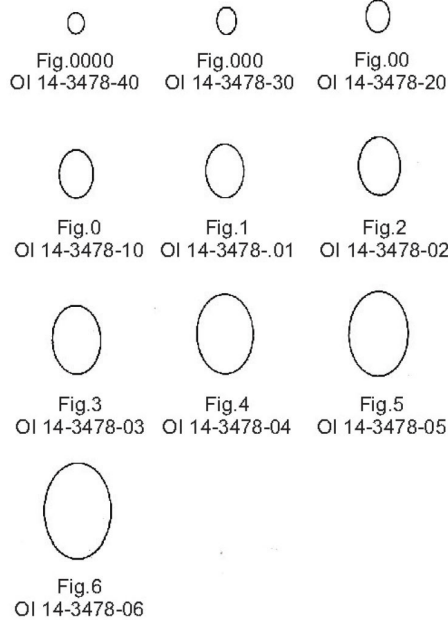 Fig.0000
OI 14-3478-40
Fig.000
OI 14-3478-30
Fig.00
OI 14-3478-20
Fig.0
OI 14-3478-10
Fig.1
OI 14-3478-.01
Fig.2
OI 14-3478-02
Fig.3
OI 14-3478-03
Fig.4
OI 14-3478-04
Fig.5
OI 14-3478-05
Fig.6
OI 14-3478-06